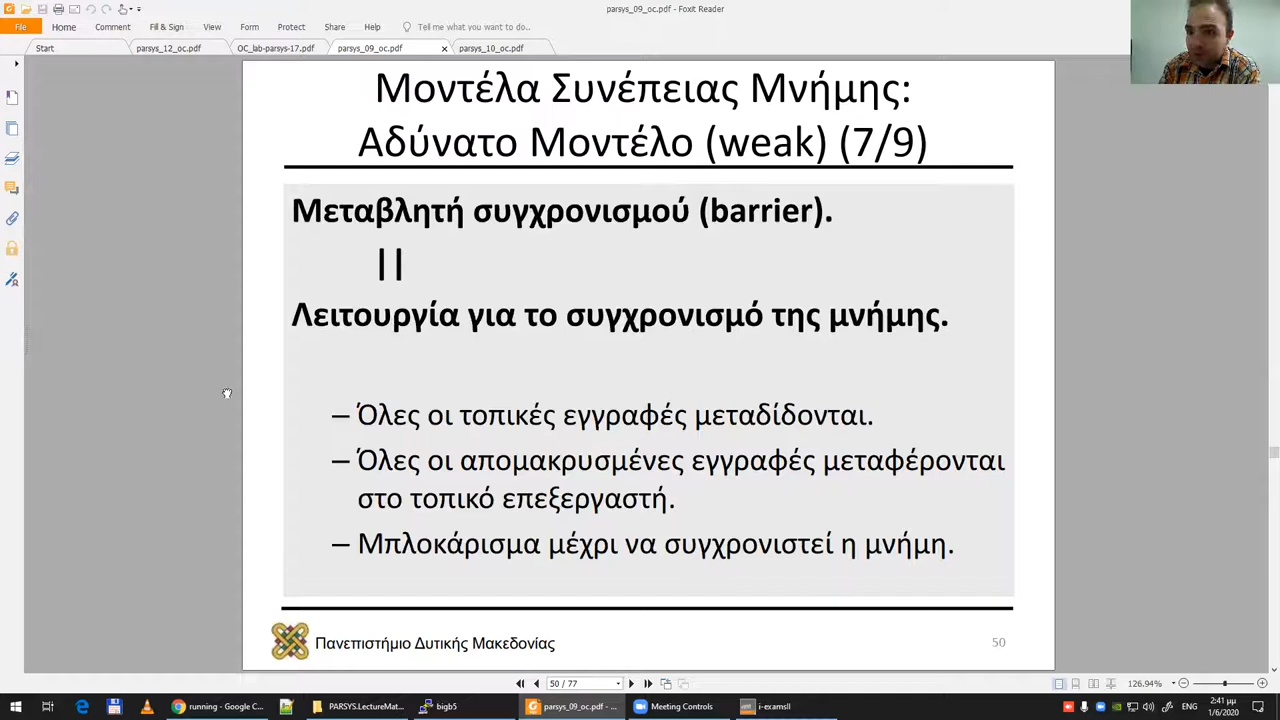 parsys_09_oc.pdf - Foxit Reader
File Home Comment Fill & Sign View Form Protect Share Help Tell me what you want to do..
Start parsys_12_oc.pdf OC_lab-parsys-17.pdf parsys_09_oc.pdf parsys_10_oc.pdf
Μοντέλα Συνέπειας Μνήμης:
Αδύνατο Μοντέλο (weak) (7/9)
Μεταβλητή συγχρονισμού (barrier).
||
Λειτουργία για το συγχρονισμό της μνήμης.
– Όλες οι τοπικές εγγραφές μεταδίδονται.
– Όλες οι απομακρυσμένες εγγραφές μεταφέρονται
στο τοπικό επεξεργαστή.
– Μπλοκάρισμα μέχρι να συγχρονιστεί η μνήμη.
Πανεπιστήμιο Δυτικής Μακεδονίας
50
50 / 77
126.94%
running - Google C... PARSYS.LectureMat... bigb5 parsys_09_oc.pdf - ... Meeting Controls i-examsII
ENG 2:41 μμ
1/6/2020